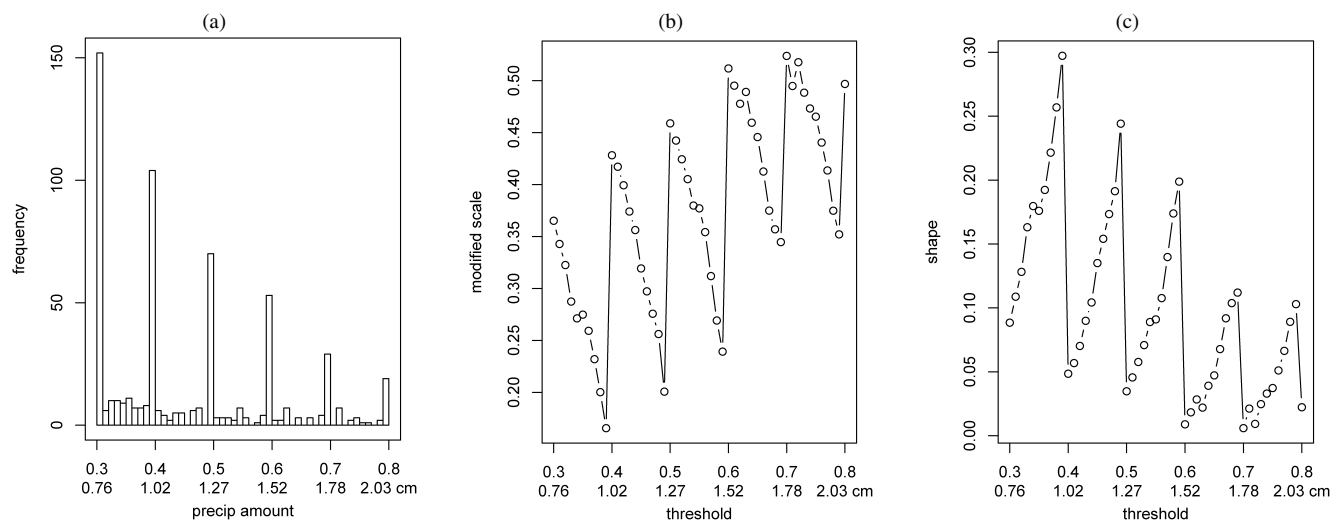 (a)
frequency
150
100
50
0
0.3 0.4 0.5 0.6 0.7 0.8
0.76 1.02 1.27 1.52 1.78 2.03 cm
precip amount
(b)
modified scale
0.50
0.45
0.40
0.35
0.30
0.25
0.20
0.3 0.4 0.5 0.6 0.7 0.8
0.76 1.02 1.27 1.52 1.78 2.03 cm
threshold
(c)
shape
0.30
0.25
0.20
0.15
0.10
0.05
0.00
0.3 0.4 0.5 0.6 0.7 0.8
0.76 1.02 1.27 1.52 1.78 2.03 cm
threshold